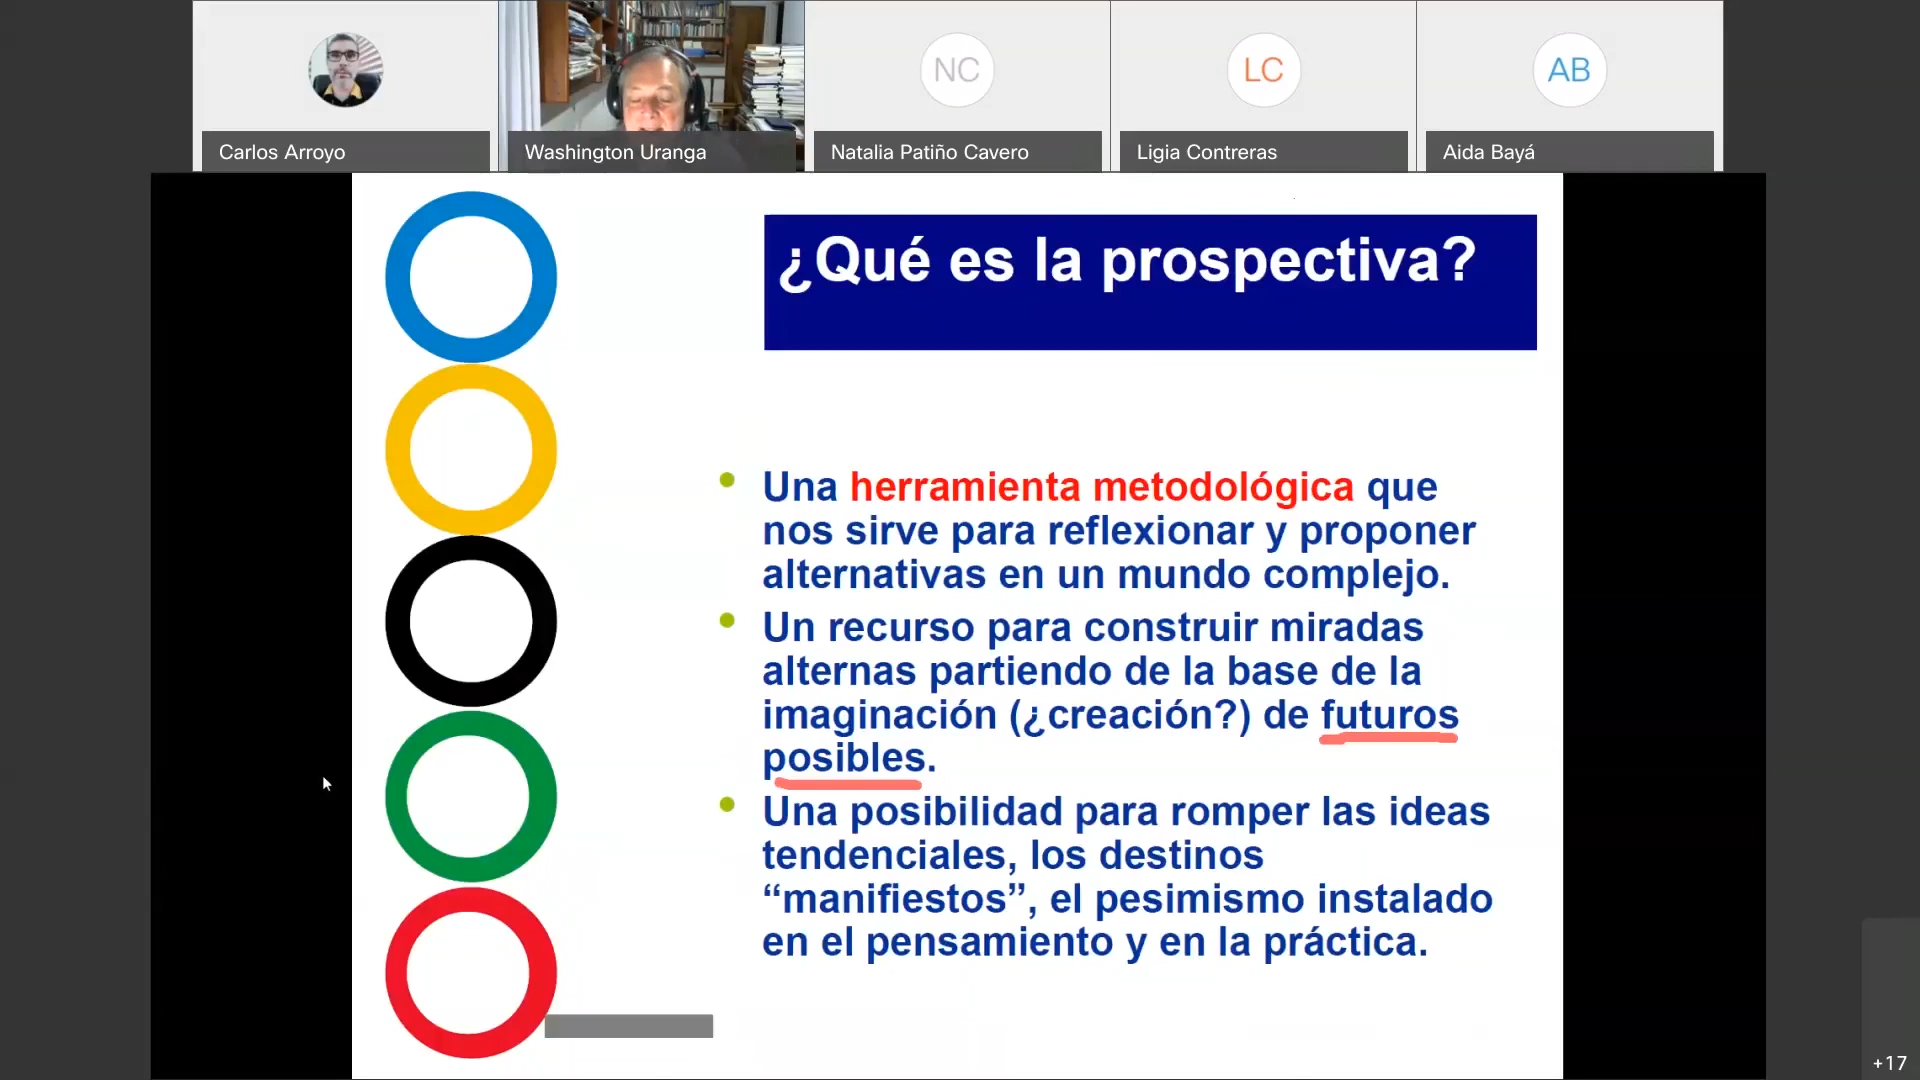 NC
LC
AB
Carlos Arroyo
Washington Uranga
Natalia Patiño Cavero
Ligia Contreras
Aida Bayá
¿Qué es la prospectiva?
Una herramienta metodológica que
nos sirve para reflexionar y proponer
alternativas en un mundo complejo.
Un recurso para construir miradas
alternas partiendo de la base de la
imaginación (¿creación?) de futuros
posibles.
Una posibilidad para romper las ideas
tendenciales, los destinos
“manifiestos”, el pesimismo instalado
en el pensamiento y en la práctica.
+17